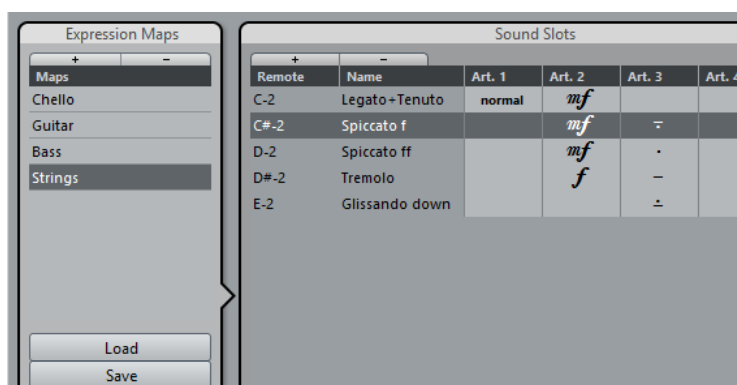 Expression Maps
+ -
Maps
Chello
Guitar
Bass
Strings
Load
Save
Sound Slots
+ -
Remote Name Art. 1 Art. 2 Art. 3 Art. 4
C-2 Legato+Tenuto normal mf
C#-2 Spiccato f mf
D-2 Spiccato ff mf
D#-2 Tremolo f
E-2 Glissando down